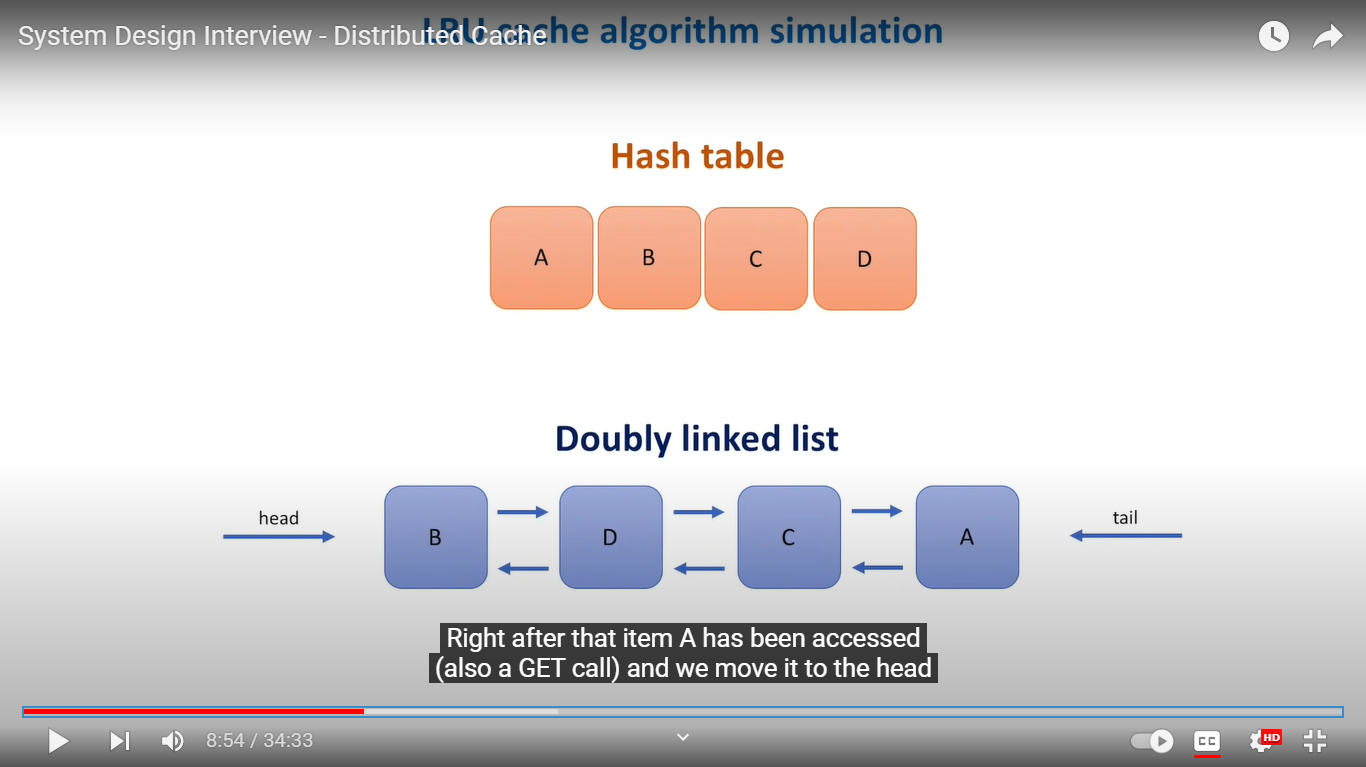 LRU cache algorithm simulation
System Design Interview - Distributed Cache
Hash table
A B C D
Doubly linked list
head
tail
B D C A
Right after that item A has been accessed
(also a GET call) and we move it to the head
8:54 / 34:33
CC
HD